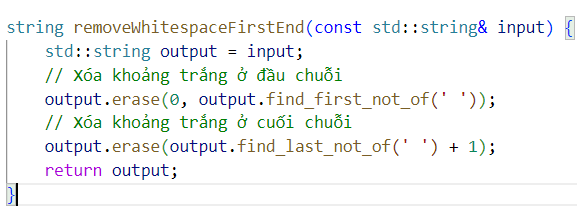 string removeWhitespaceFirstEnd(const std::string& input) {
    std::string output = input;
    // Xóa khoảng trắng ở đầu chuỗi
    output.erase(0, output.find_first_not_of(' '));
    // Xóa khoảng trắng ở cuối chuỗi
    output.erase(output.find_last_not_of(' ') + 1);
    return output;
}